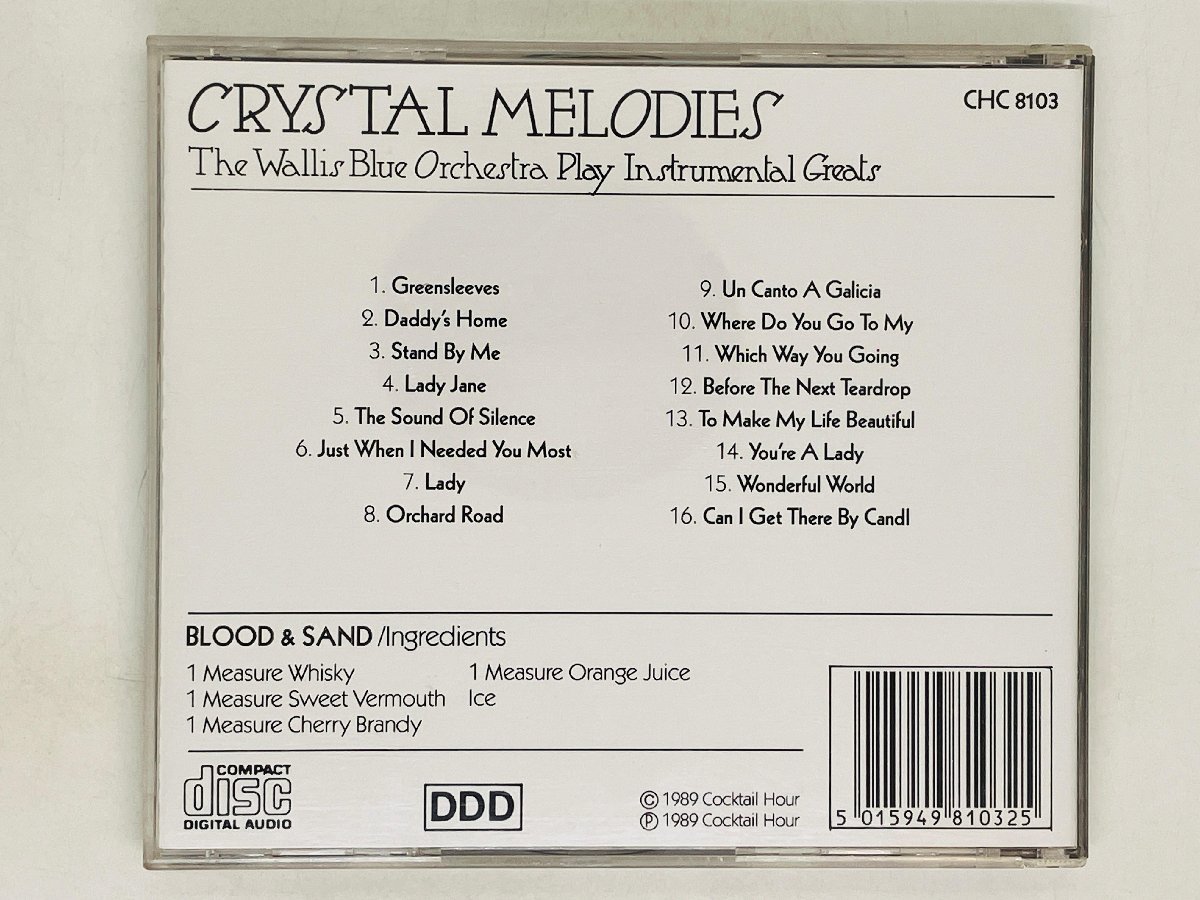 CRYSTAL MELODIES
CHC 8103
The Wallis Blue Orchestra Play Instrumental Greats
1. Greensleeves
2. Daddy's Home
3. Stand By Me
4. Lady Jane
5. The Sound Of Silence
6. Just When I Needed You Most
7. Lady
8. Orchard Road
9. Un Canto A Galicia
10. Where Do You Go To My
11. Which Way You Going
12. Before The Next Teardrop
13. To Make My Life Beautiful
14. You're A Lady
15. Wonderful World
16. Can I Get There By Candl
BLOOD & SAND /Ingredients
1 Measure Whisky
1 Measure Sweet Vermouth
1 Measure Cherry Brandy
1 Measure Orange Juice
Ice
COMPACT
disc
DIGITAL AUDIO
DDD
© 1989 Cocktail Hour
℗ 1989 Cocktail Hour
5 015949 810325